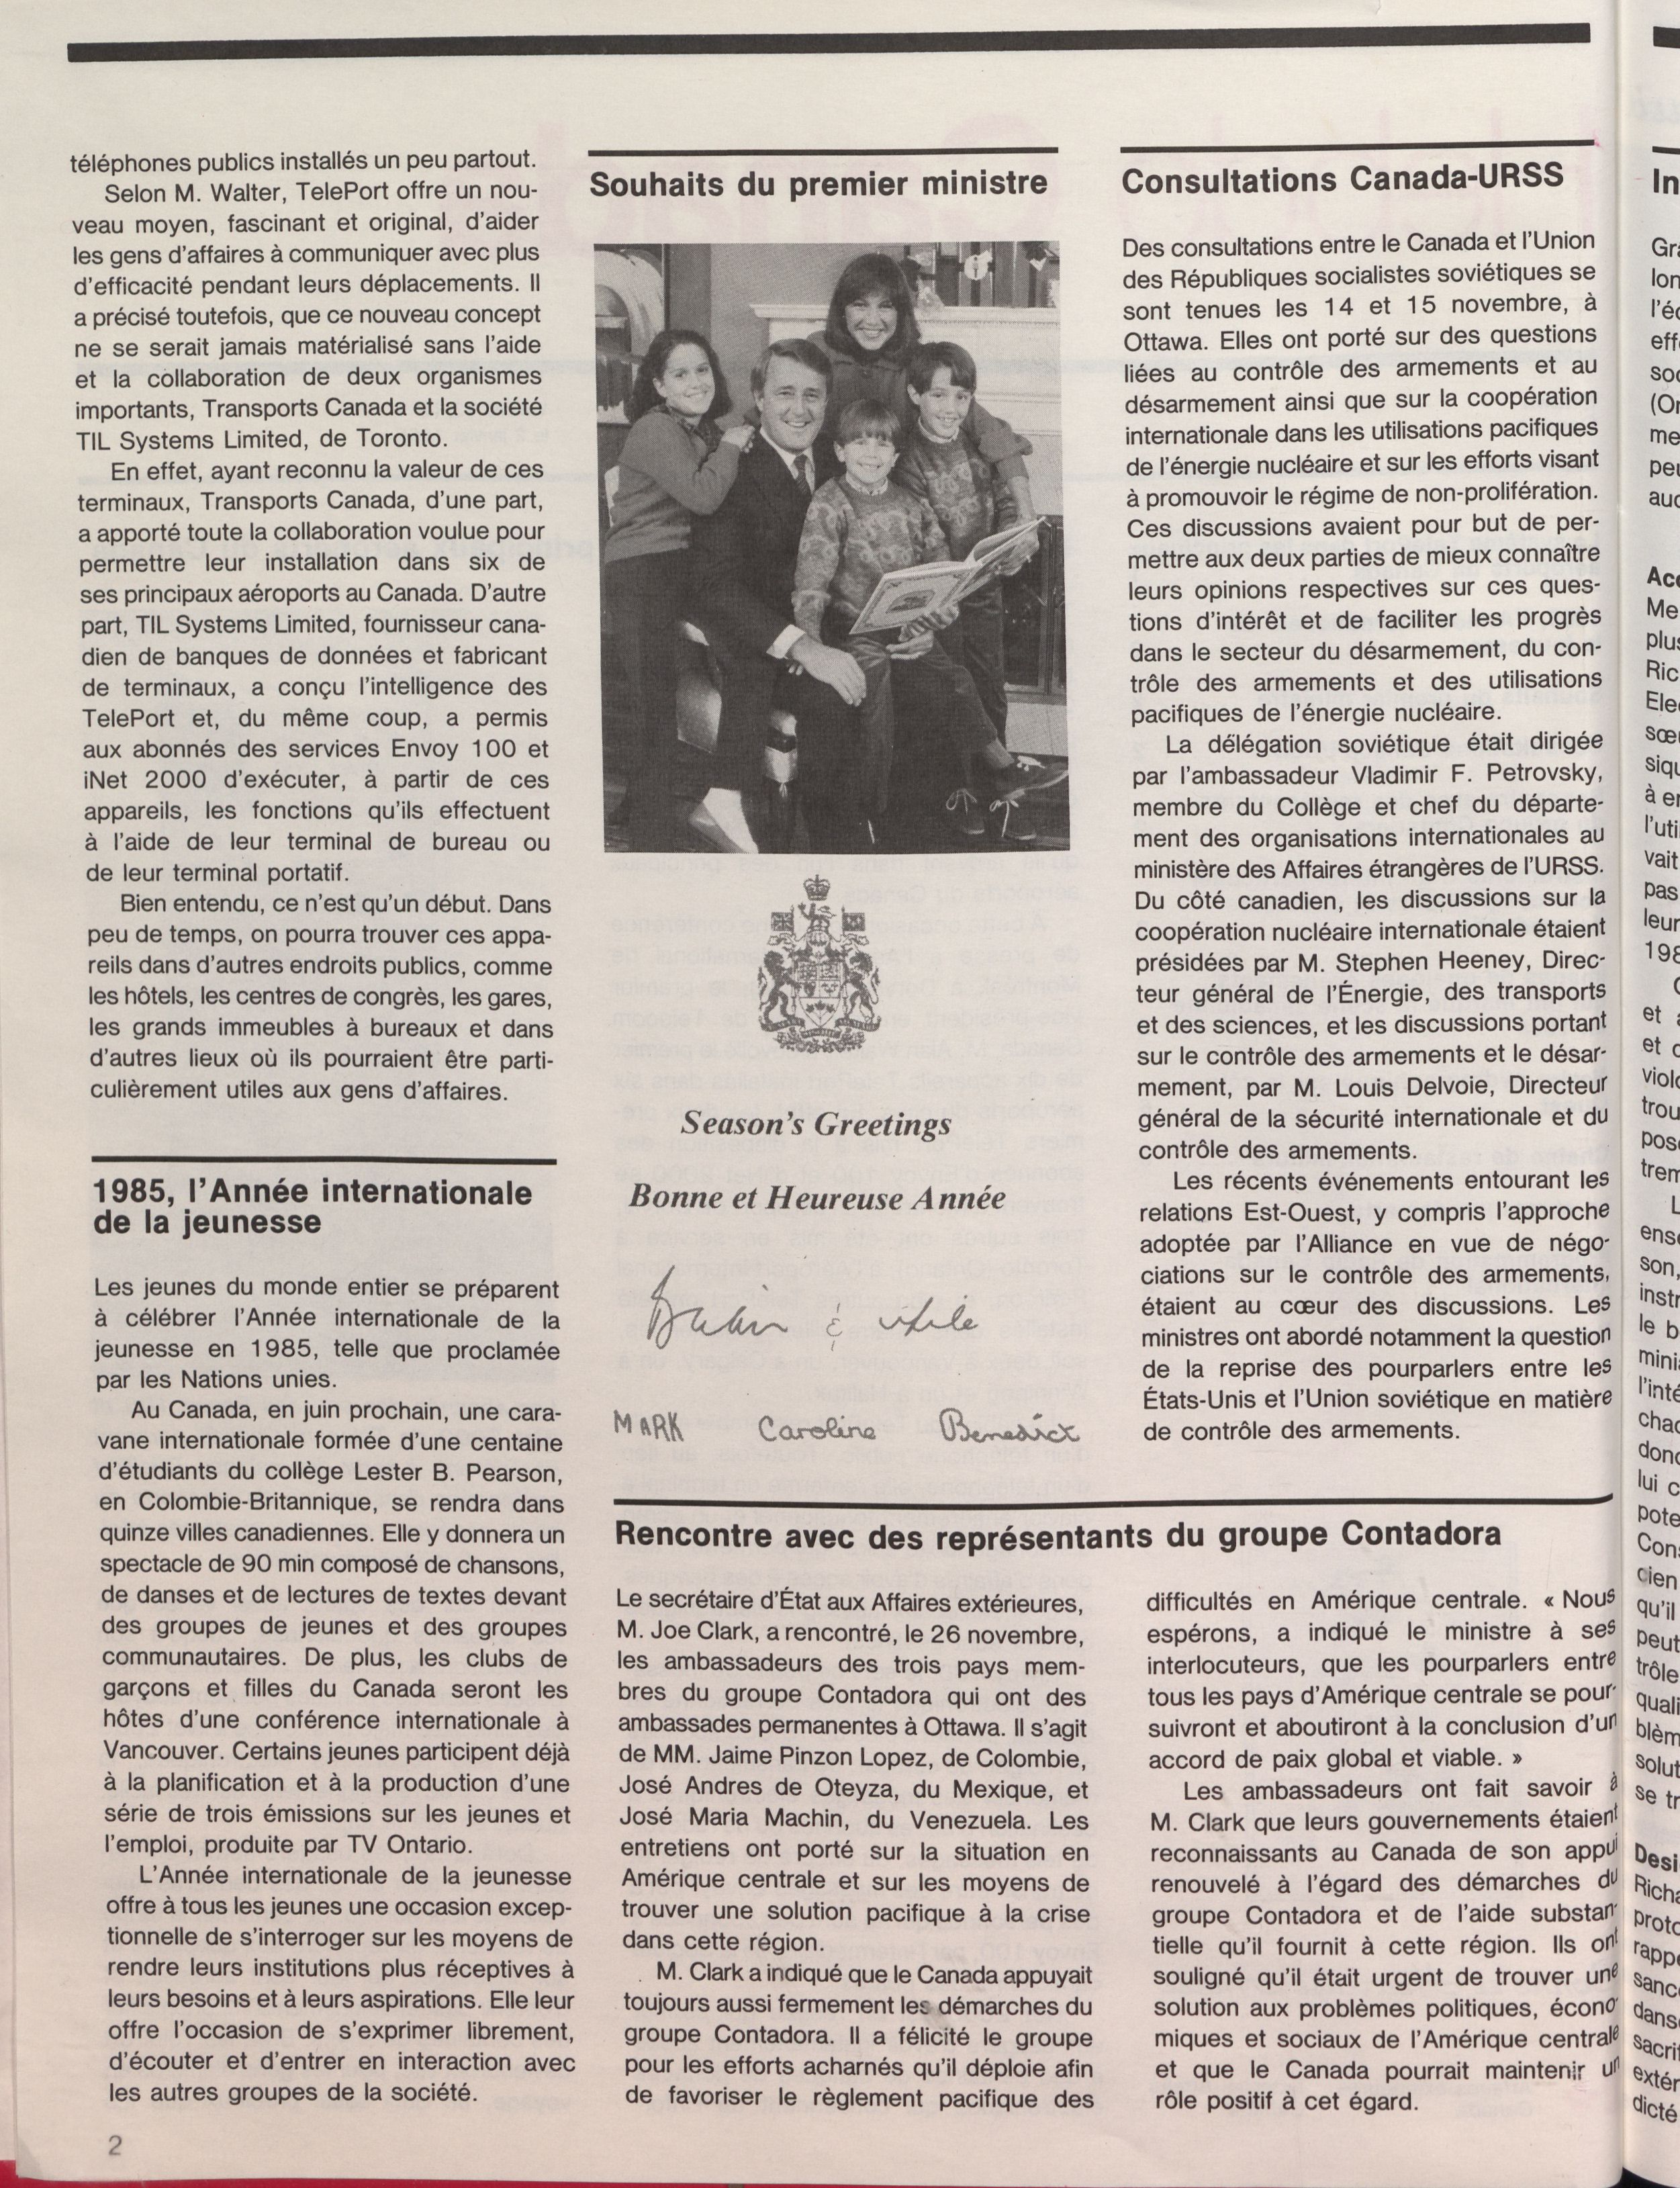 téléphones publics installés un peu partout.
Selon M. Walter, TelePort offre un nou-
veau moyen, fascinant et original, d'aider
les gens d'affaires à communiquer avec plus
d'efficacité pendant leurs déplacements. Il
a précisé toutefois, que ce nouveau concept
ne se serait jamais matérialisé sans l'aide
et la collaboration de deux organismes
importants, Transports Canada et la société
TIL Systems Limited, de Toronto.
En effet, ayant reconnu la valeur de ces
terminaux, Transports Canada, d'une part,
a apporté toute la collaboration voulue pour
permettre leur installation dans six de
ses principaux aéroports au Canada. D'autre
part, TIL Systems Limited, fournisseur cana-
dien de banques de données et fabricant
de terminaux, a conçu l'intelligence des
TelePort et, du même coup, a permis
aux abonnés des services Envoy 100 et
iNet 2000 d'exécuter, à partir de ces
appareils, les fonctions qu'ils effectuent
à l'aide de leur terminal de bureau ou
de leur terminal portatif.
Bien entendu, ce n'est qu'un début. Dans
peu de temps, on pourra trouver ces appa-
reils dans d'autres endroits publics, comme
les hôtels, les centres de congrès, les gares,
les grands immeubles à bureaux et dans
d'autres lieux où ils pourraient être parti-
culièrement utiles aux gens d'affaires.
1985, l'Année internationale
de la jeunesse
Les jeunes du monde entier se préparent
à célébrer l'Année internationale de la
jeunesse en 1985, telle que proclamée
par les Nations unies.
Au Canada, en juin prochain, une cara-
vane internationale formée d'une centaine
d'étudiants du collège Lester B. Pearson,
en Colombie-Britannique, se rendra dans
quinze villes canadiennes. Elle y donnera un
spectacle de 90 min composé de chansons,
de danses et de lectures de textes devant
des groupes de jeunes et des groupes
communautaires. De plus, les clubs de
garçons et filles du Canada seront les
hôtes d'une conférence internationale à
Vancouver. Certains jeunes participent déjà
à la planification et à la production d'une
série de trois émissions sur les jeunes et
l'emploi, produite par TV Ontario.
L'Année internationale de la jeunesse
offre à tous les jeunes une occasion excep-
tionnelle de s'interroger sur les moyens de
rendre leurs institutions plus réceptives à
leurs besoins et à leurs aspirations. Elle leur
offre l'occasion de s'exprimer librement,
d'écouter et d'entrer en interaction avec
les autres groupes de la société.
2
Souhaits du premier ministre
Season's Greetings
Bonne et Heureuse Année
Brian & Mila
MARK Caroline Benedict
Consultations Canada-URSS
Des consultations entre le Canada et l'Union
des Républiques socialistes soviétiques se
sont tenues les 14 et 15 novembre, à
Ottawa. Elles ont porté sur des questions
liées au contrôle des armements et au
désarmement ainsi que sur la coopération
internationale dans les utilisations pacifiques
de l'énergie nucléaire et sur les efforts visant
à promouvoir le régime de non-prolifération.
Ces discussions avaient pour but de per-
mettre aux deux parties de mieux connaître
leurs opinions respectives sur ces ques-
tions d'intérêt et de faciliter les progrès
dans le secteur du désarmement, du con-
trôle des armements et des utilisations
pacifiques de l'énergie nucléaire.
La délégation soviétique était dirigée
par l'ambassadeur Vladimir F. Petrovsky,
membre du Collège et chef du départe-
ment des organisations internationales au
ministère des Affaires étrangères de l'URSS.
Du côté canadien, les discussions sur la
coopération nucléaire internationale étaient
présidées par M. Stephen Heeney, Direc-
teur général de l'Énergie, des transports
et des sciences, et les discussions portant
sur le contrôle des armements et le désar-
mement, par M. Louis Delvoie, Directeur
général de la sécurité internationale et du
contrôle des armements.
Les récents événements entourant les
relations Est-Ouest, y compris l'approche
adoptée par l'Alliance en vue de négo-
ciations sur le contrôle des armements,
étaient au cœur des discussions. Les
ministres ont abordé notamment la question
de la reprise des pourparlers entre les
États-Unis et l'Union soviétique en matière
de contrôle des armements.
Rencontre avec des représentants du groupe Contadora
Le secrétaire d'État aux Affaires extérieures,
M. Joe Clark, a rencontré, le 26 novembre,
les ambassadeurs des trois pays mem-
bres du groupe Contadora qui ont des
ambassades permanentes à Ottawa. Il s'agit
de MM. Jaime Pinzon Lopez, de Colombie,
José Andres de Oteyza, du Mexique, et
José Maria Machin, du Venezuela. Les
entretiens ont porté sur la situation en
Amérique centrale et sur les moyens de
trouver une solution pacifique à la crise
dans cette région.
M. Clark a indiqué que le Canada appuyait
toujours aussi fermement les démarches du
groupe Contadora. Il a félicité le groupe
pour les efforts acharnés qu'il déploie afin
de favoriser le règlement pacifique des
difficultés en Amérique centrale. « Nous
espérons, a indiqué le ministre à ses
interlocuteurs, que les pourparlers entre
tous les pays d'Amérique centrale se pour-
suivront et aboutiront à la conclusion d'un
accord de paix global et viable. »
Les ambassadeurs ont fait savoir à
M. Clark que leurs gouvernements étaient
reconnaissants au Canada de son appui
renouvelé à l'égard des démarches du
groupe Contadora et de l'aide substan-
tielle qu'il fournit à cette région. Ils ont
souligné qu'il était urgent de trouver une
solution aux problèmes politiques, écono-
miques et sociaux de l'Amérique centrale
et que le Canada pourrait maintenir un
rôle positif à cet égard.